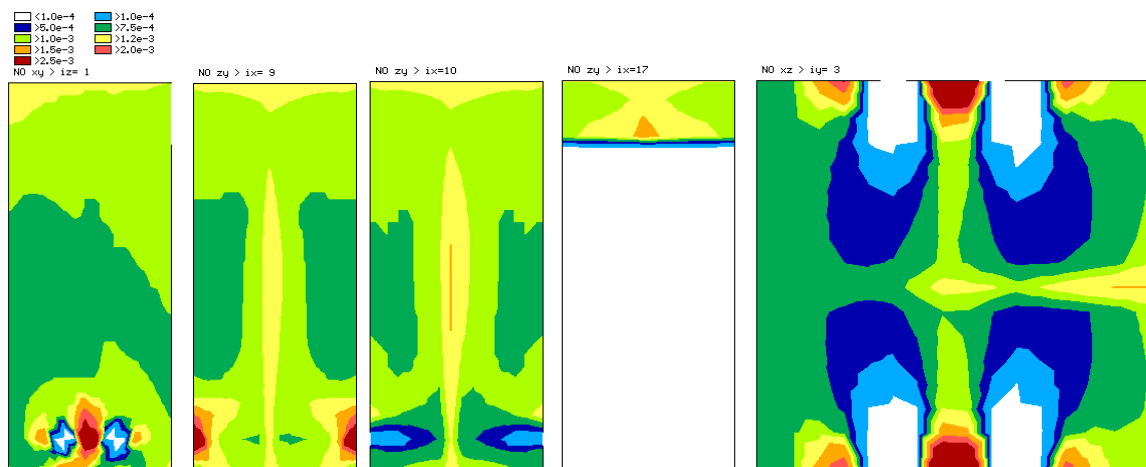 <1.0e-4 >1.0e-4
>5.0e-4 >7.5e-4
>1.0e-3 >1.2e-3
>1.5e-3 >2.0e-3
>2.5e-3
NO xy > iz= 1
NO zy > ix= 9
NO zy > ix=10
NO zy > ix=17
NO xz > iy= 3